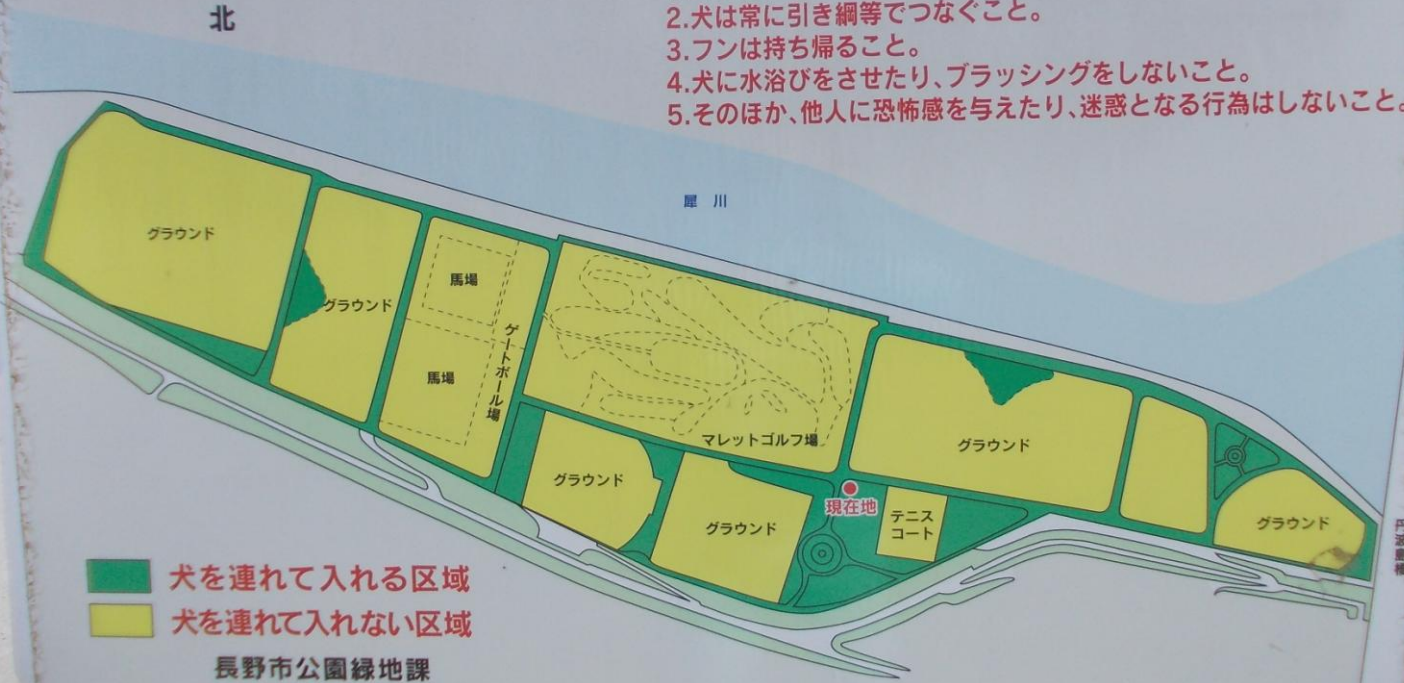 北
2.犬は常に引き綱等でつなぐこと。
3.フンは持ち帰ること。
4.犬に水浴びをさせたり、ブラッシングをしないこと。
5.そのほか、他人に恐怖感を与えたり、迷惑となる行為はしないこと。
犀川
グラウンド
グラウンド
馬場
馬場
ゲートボール場
マレットゴルフ場
グラウンド
グラウンド
グラウンド
現在地
テニス
コート
グラウンド
丹波島橋
犬を連れて入れる区域
犬を連れて入れない区域
長野市公園緑地課